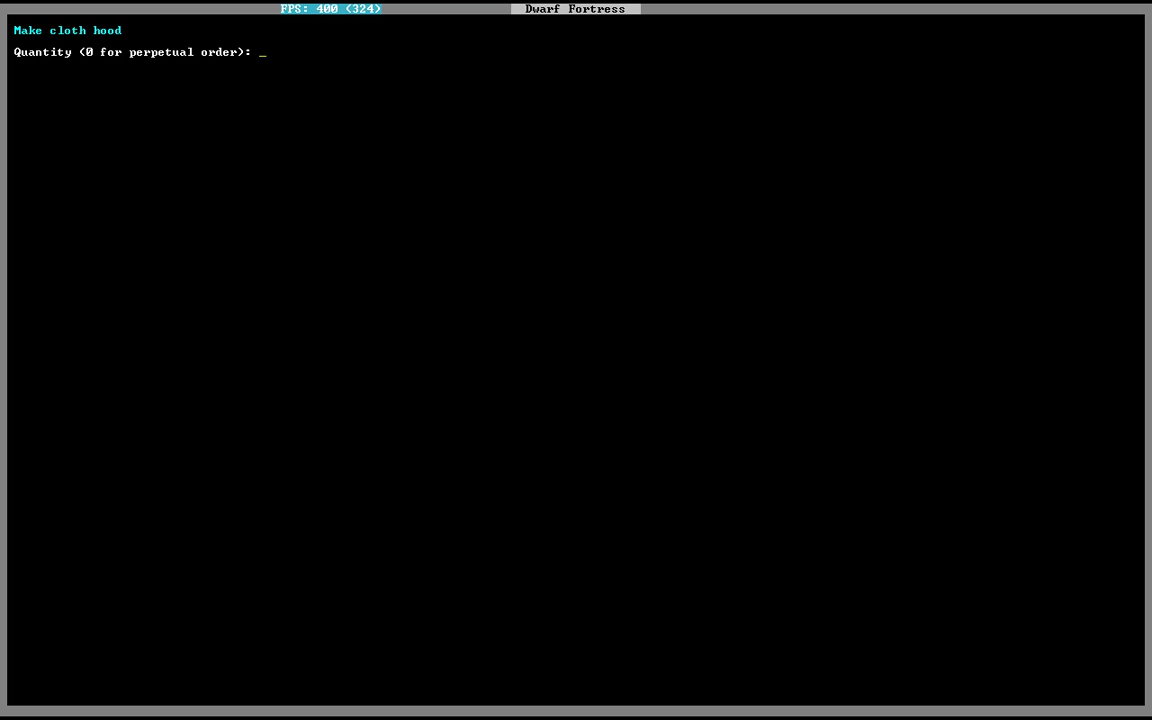 FPS: 400 (324) Dwarf Fortress
Make cloth hood
Quantity (0 for perpetual order): _